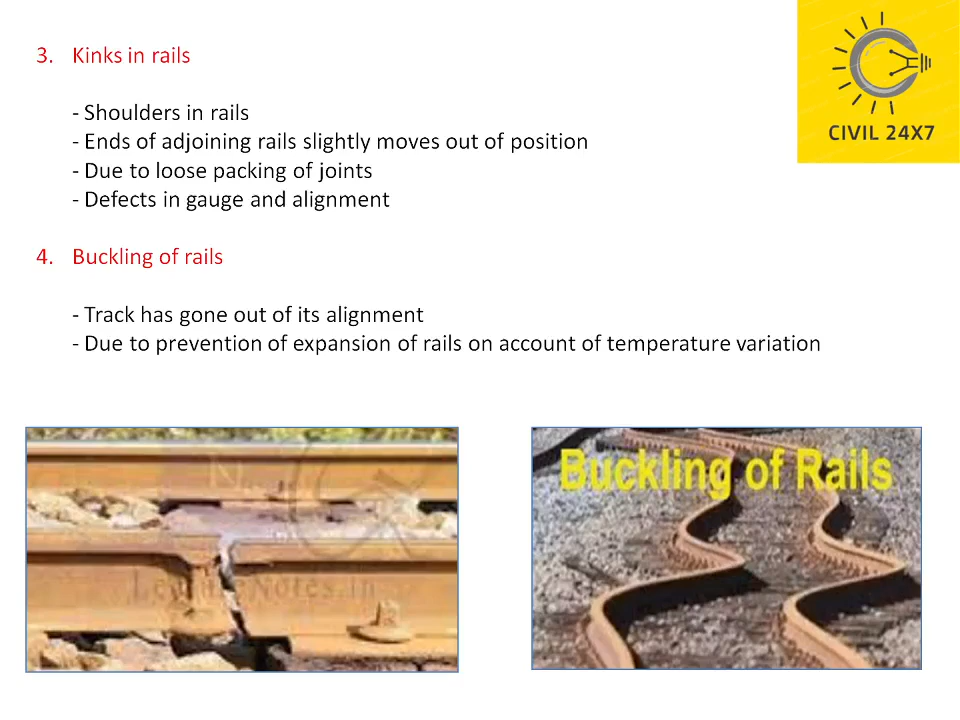 3. Kinks in rails
- Shoulders in rails
- Ends of adjoining rails slightly moves out of position
- Due to loose packing of joints
- Defects in gauge and alignment
4. Buckling of rails
- Track has gone out of its alignment
- Due to prevention of expansion of rails on account of temperature variation
CIVIL 24X7
LectureNotes.in
Buckling of Rails